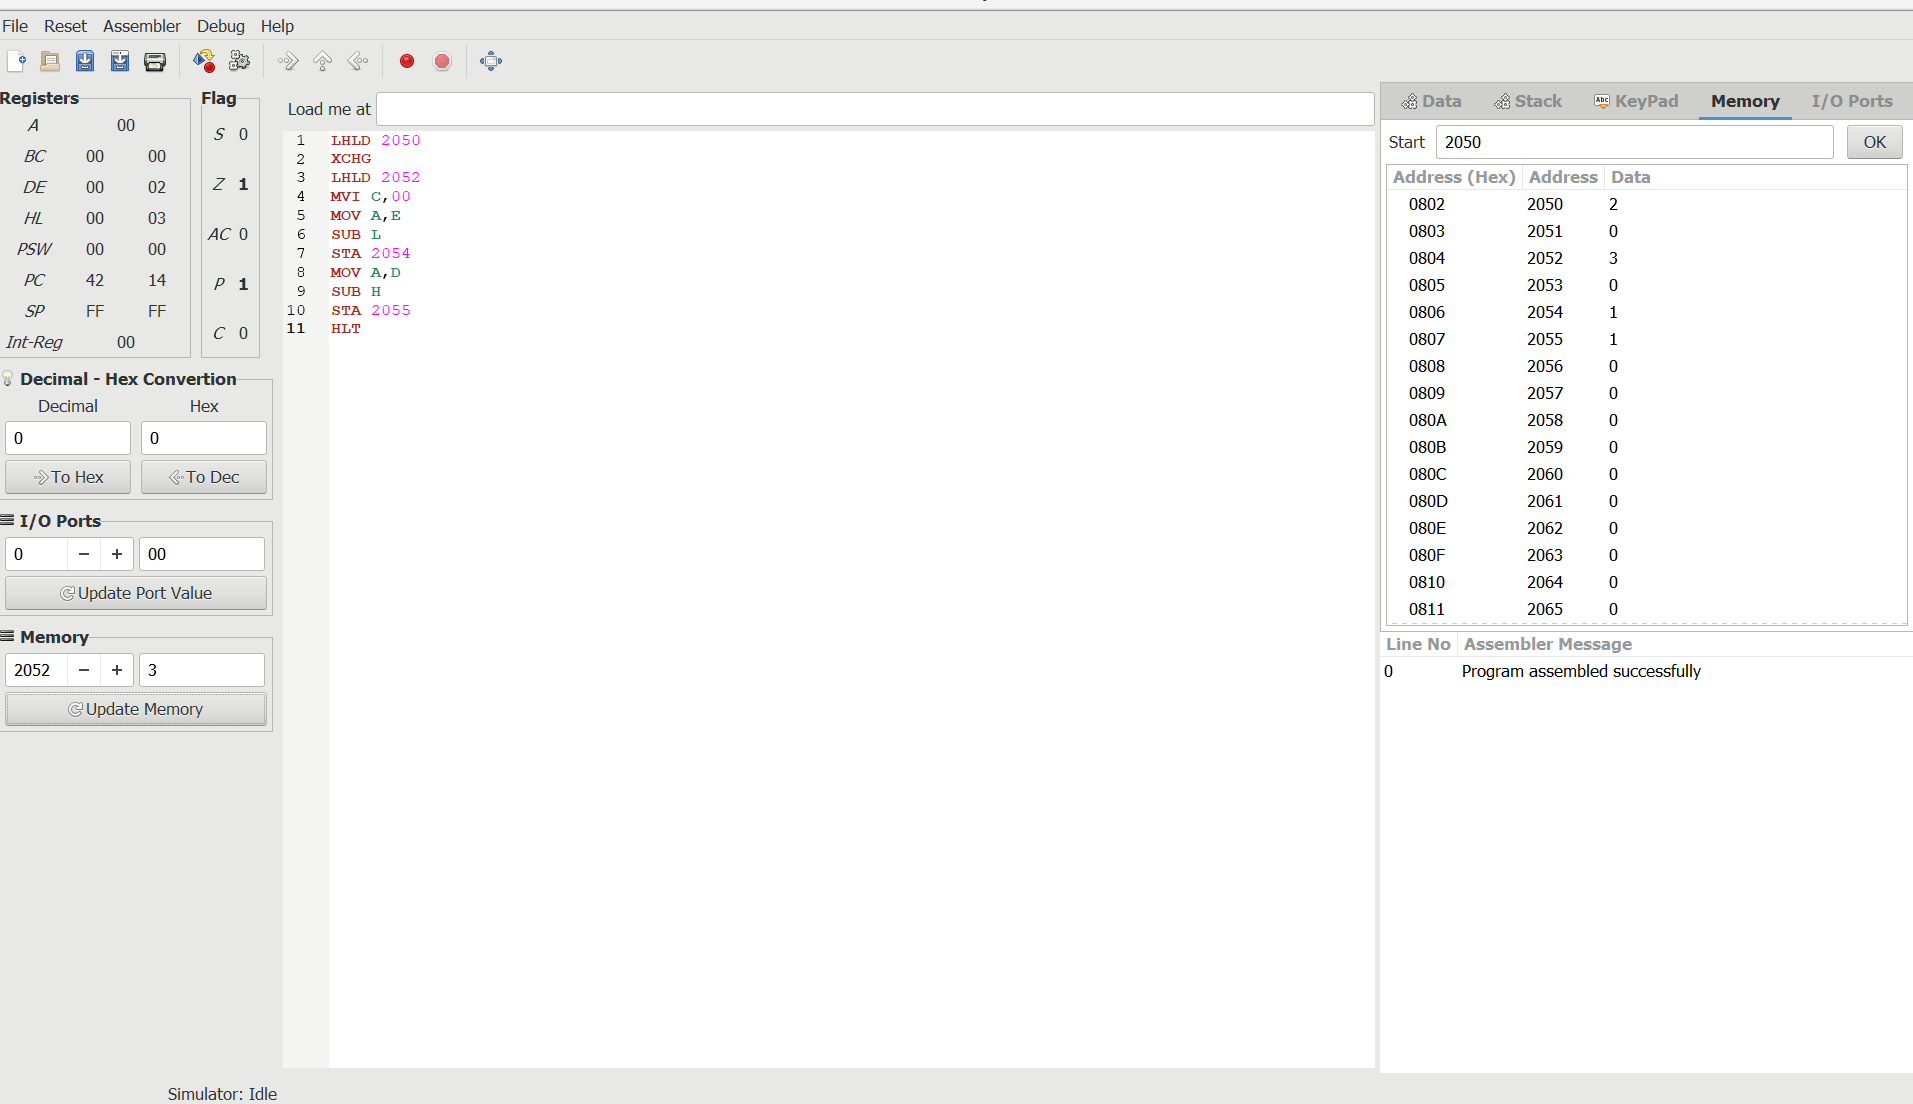 File Reset Assembler Debug Help
Registers
A 00
BC 00 00
DE 00 02
HL 00 03
PSW 00 00
PC 42 14
SP FF FF
Int-Reg 00
Flag
S 0
Z 1
AC 0
P 1
C 0
Decimal - Hex Convertion
Decimal Hex
0 0
To Hex To Dec
I/O Ports
0 − + 00
Update Port Value
Memory
2052 − + 3
Update Memory
Load me at
1 LHLD 2050
2 XCHG
3 LHLD 2052
4 MVI C,00
5 MOV A,E
6 SUB L
7 STA 2054
8 MOV A,D
9 SUB H
10 STA 2055
11 HLT
Data Stack Abc KeyPad Memory I/O Ports
Start 2050 OK
Address (Hex) Address Data
0802 2050 2
0803 2051 0
0804 2052 3
0805 2053 0
0806 2054 1
0807 2055 1
0808 2056 0
0809 2057 0
080A 2058 0
080B 2059 0
080C 2060 0
080D 2061 0
080E 2062 0
080F 2063 0
0810 2064 0
0811 2065 0
Line No Assembler Message
0 Program assembled successfully
Simulator: Idle